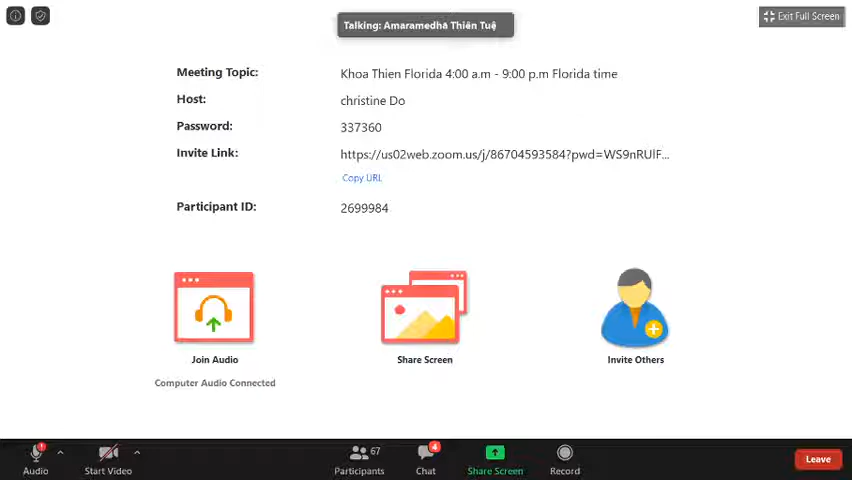 Talking: Amaramedhā Thiên Tuệ
Exit Full Screen
Meeting Topic: Khoa Thien Florida 4:00 a.m - 9:00 p.m Florida time
Host: christine Do
Password: 337360
Invite Link: https://us02web.zoom.us/j/86704593584?pwd=WS9nRUlF...
Copy URL
Participant ID: 2699984
Join Audio
Share Screen
Invite Others
Computer Audio Connected
67
4
Audio
Start Video
Participants
Chat
Share Screen
Record
Leave